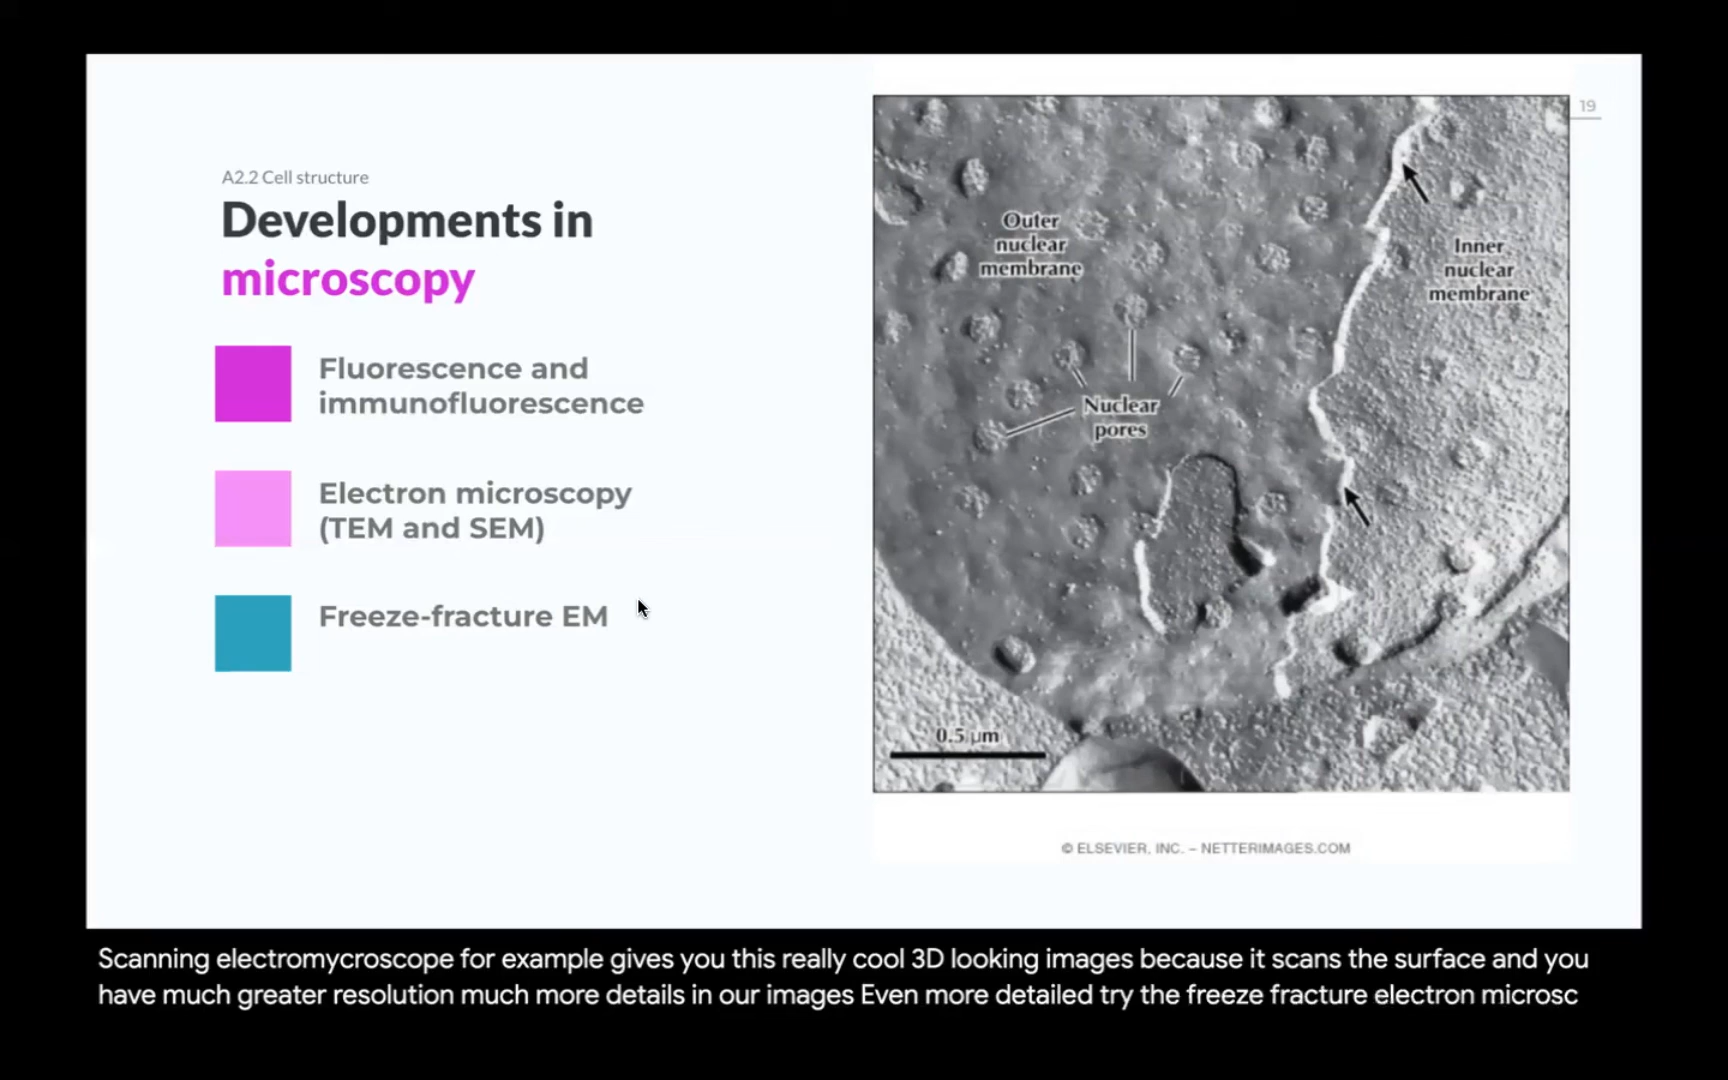 A2.2 Cell structure
Developments in
microscopy
Fluorescence and
immunofluorescence
Electron microscopy
(TEM and SEM)
Freeze-fracture EM
19
Outer
nuclear
membrane
Inner
nuclear
membrane
Nuclear
pores
0.5 µm
© ELSEVIER, INC. – NETTERIMAGES.COM
Scanning electromycroscope for example gives you this really cool 3D looking images because it scans the surface and you
have much greater resolution much more details in our images Even more detailed try the freeze fracture electron microsc